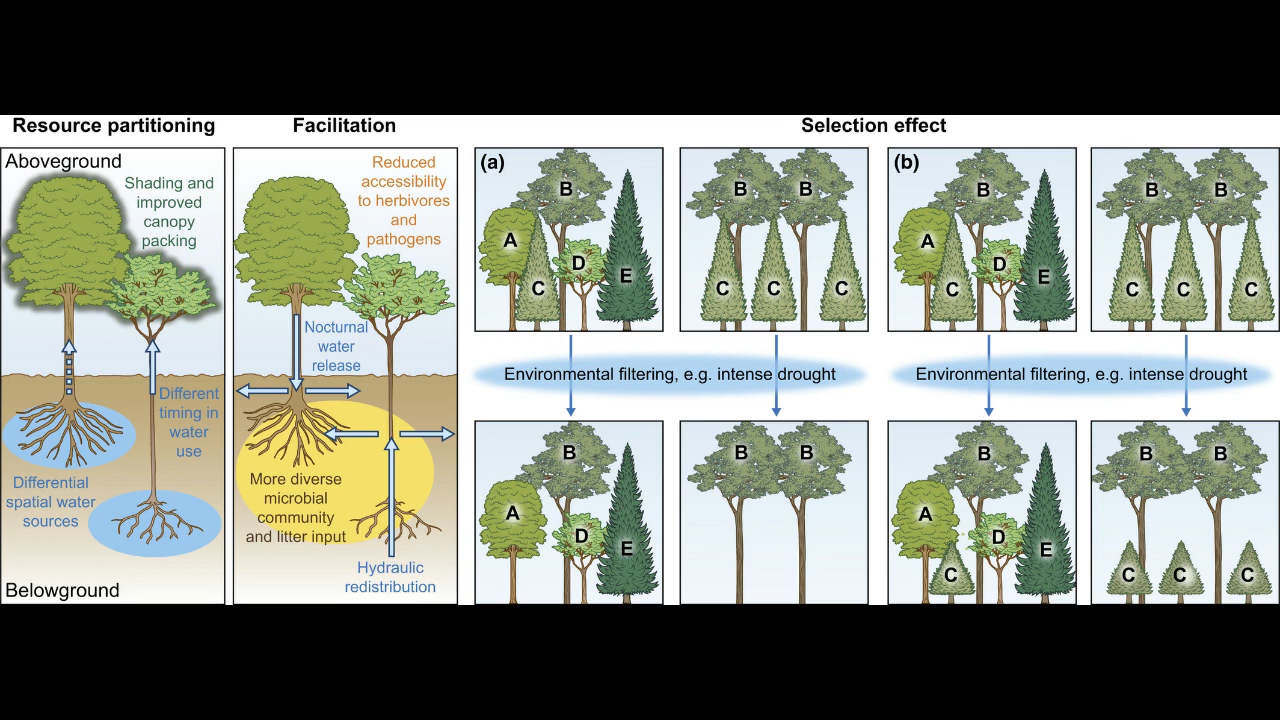 Resource partitioning
Facilitation
Selection effect
Aboveground
Shading and
improved
canopy
packing
Different
timing in
water
use
Differential
spatial water
sources
Belowground
Reduced
accessibility
to herbivores
and
pathogens
Nocturnal
water
release
More diverse
microbial
community
and litter input
Hydraulic
redistribution
(a)
B
A
D
C
E
B B
C C C
Environmental filtering, e.g. intense drought
B
A
D
E
B B
(b)
B
A
D
C
E
B B
C C C
Environmental filtering, e.g. intense drought
B
A
D
E
C
B B
C C C